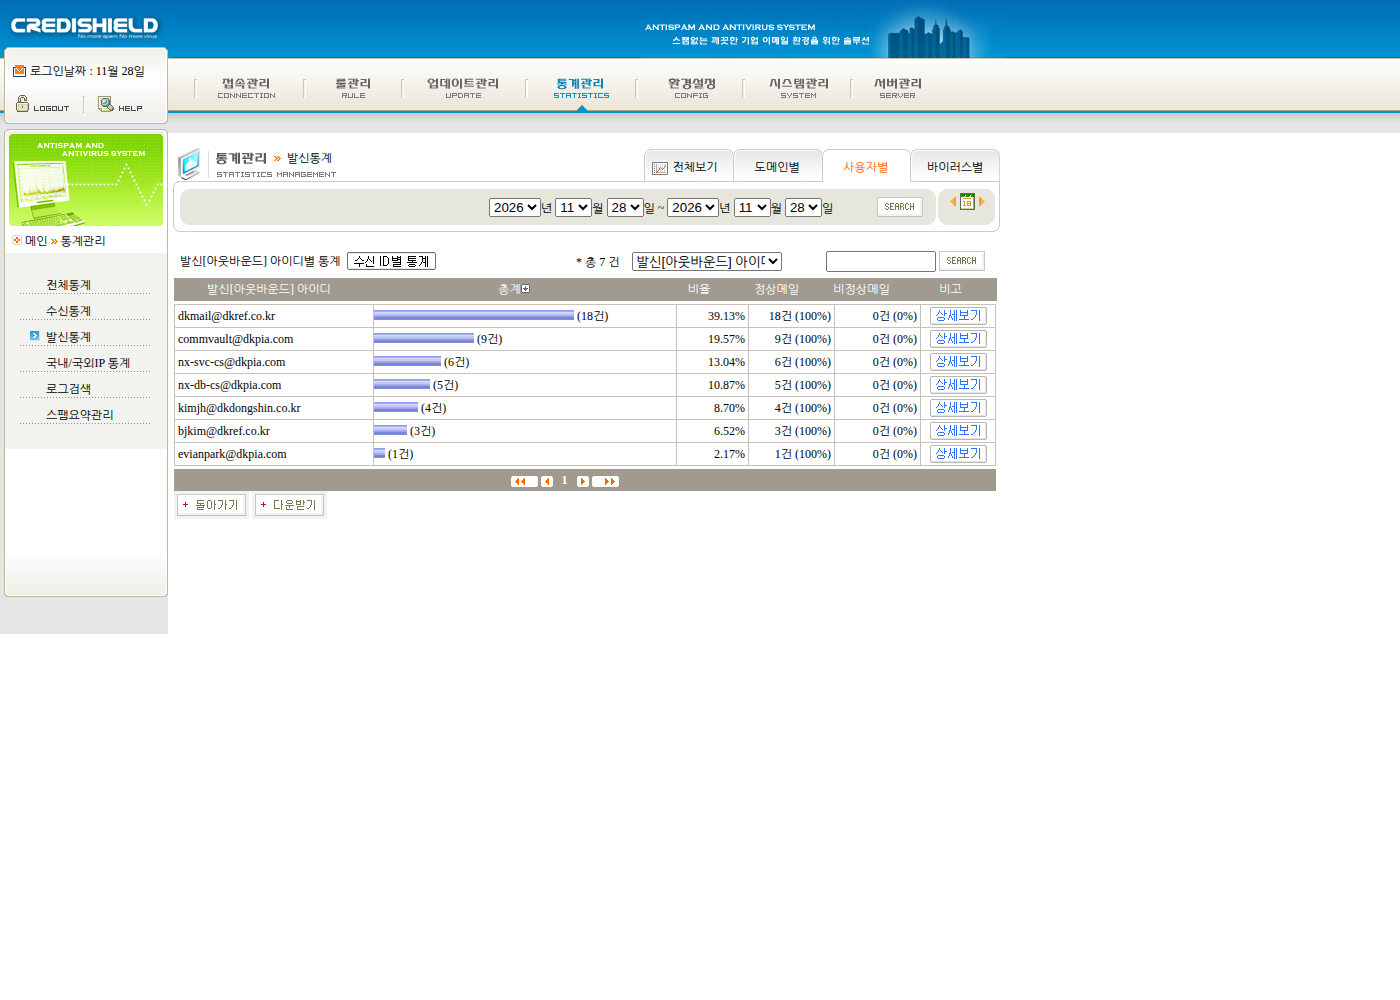 CREDISHIELD
No more spam No more virus
ANTISPAM AND ANTIVIRUS SYSTEM
스팸없는 깨끗한 기업 이메일 환경을 위한 솔루션
로그인날짜 : 11월 28일
LOGOUT HELP
접속관리 룰관리 업데이트관리 통계관리 환경설정 시스템관리 서버관리
CONNECTION RULE UPDATE STATISTICS CONFIG SYSTEM SERVER
ANTISPAM AND
ANTIVIRUS SYSTEM
메인 » 통계관리
전체통계
수신통계
발신통계
국내/국외IP 통계
로그검색
스팸요약관리
통계관리 » 발신통계
STATISTICS MANAGEMENT
전체보기 도메인별 사용자별 바이러스별
2026 년 11 월 28 일 ~ 2026 년 11 월 28 일 SEARCH 18
발신[아웃바운드] 아이디별 통계 수신 ID별 통계 * 총 7 건 발신[아웃바운드] 아이디 SEARCH
발신[아웃바운드] 아이디 총계 비율 정상메일 비정상메일 비고
dkmail@dkref.co.kr (18건) 39.13% 18건 (100%) 0건 (0%) 상세보기
commvault@dkpia.com (9건) 19.57% 9건 (100%) 0건 (0%) 상세보기
nx-svc-cs@dkpia.com (6건) 13.04% 6건 (100%) 0건 (0%) 상세보기
nx-db-cs@dkpia.com (5건) 10.87% 5건 (100%) 0건 (0%) 상세보기
kimjh@dkdongshin.co.kr (4건) 8.70% 4건 (100%) 0건 (0%) 상세보기
bjkim@dkref.co.kr (3건) 6.52% 3건 (100%) 0건 (0%) 상세보기
evianpark@dkpia.com (1건) 2.17% 1건 (100%) 0건 (0%) 상세보기
1
돌아가기 다운받기